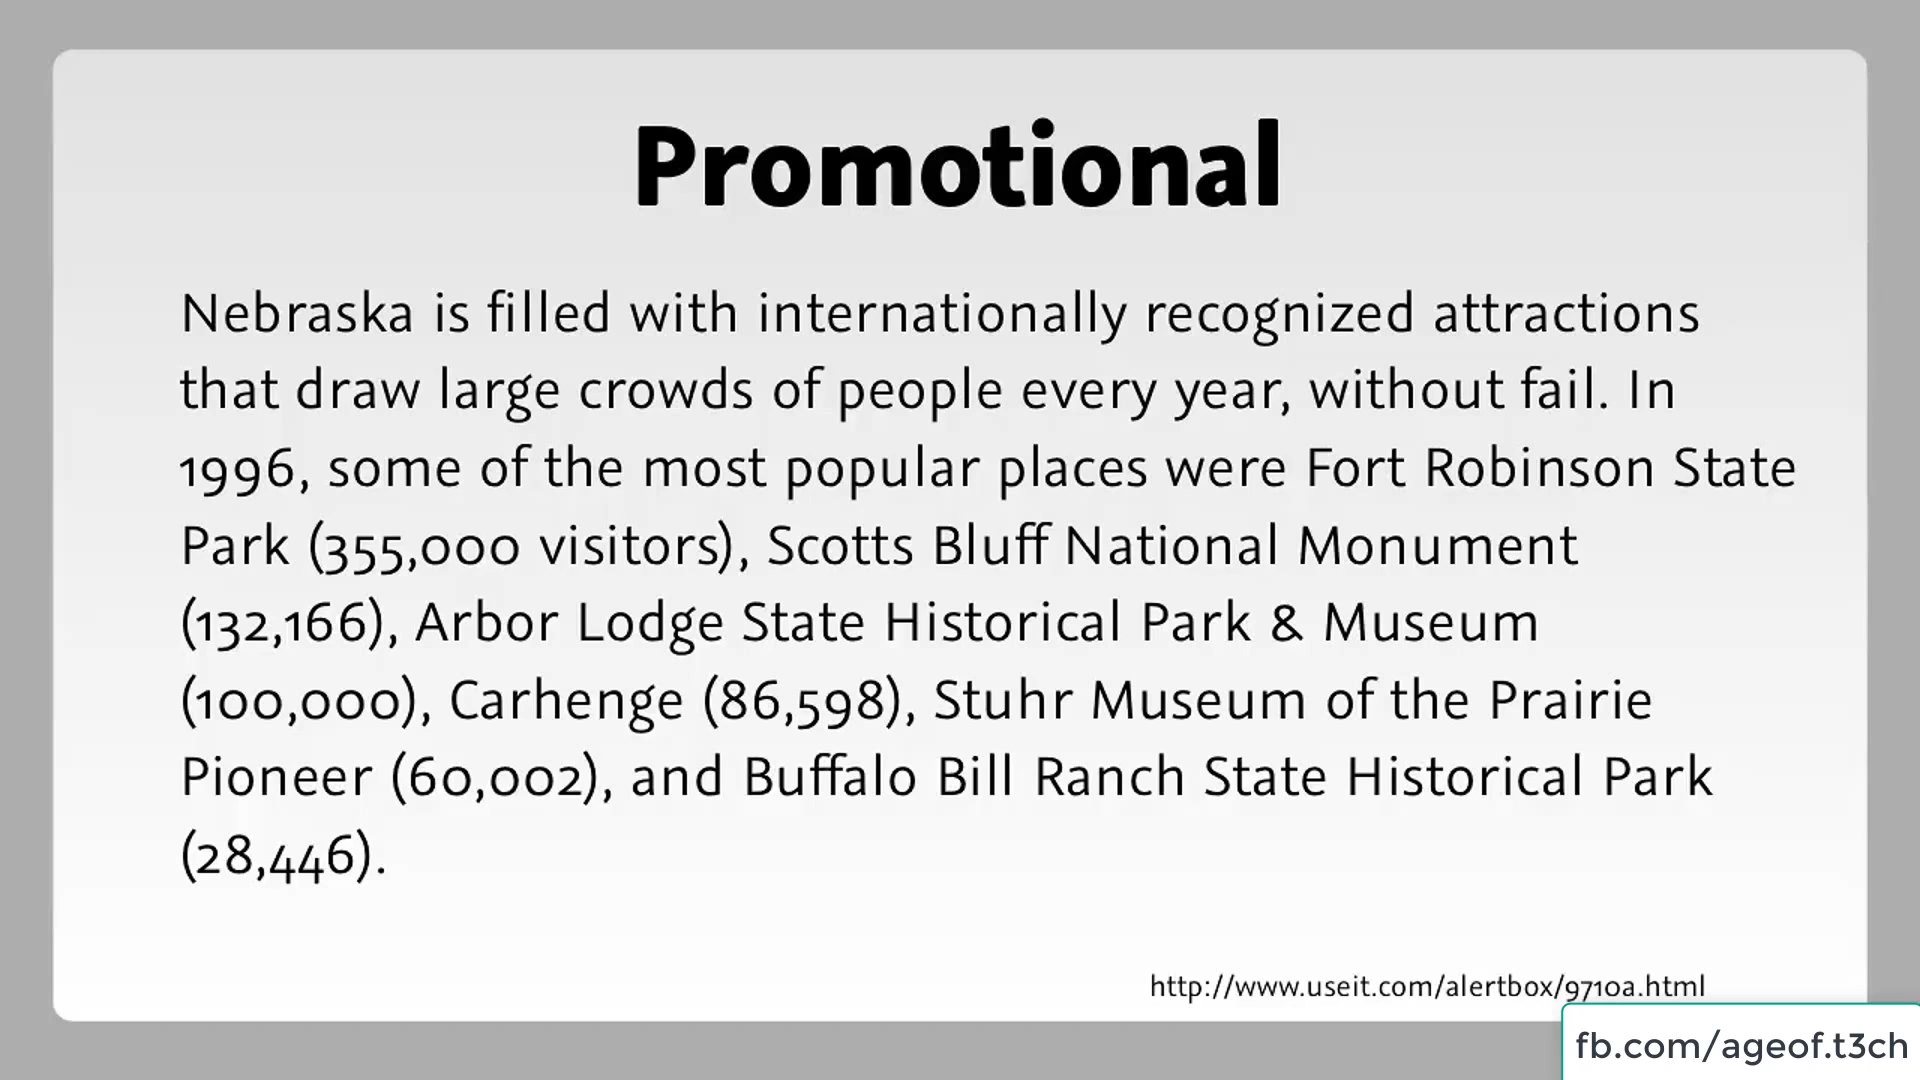 Promotional
Nebraska is filled with internationally recognized attractions
that draw large crowds of people every year, without fail. In
1996, some of the most popular places were Fort Robinson State
Park (355,000 visitors), Scotts Bluff National Monument
(132,166), Arbor Lodge State Historical Park & Museum
(100,000), Carhenge (86,598), Stuhr Museum of the Prairie
Pioneer (60,002), and Buffalo Bill Ranch State Historical Park
(28,446).
http://www.useit.com/alertbox/9710a.html
fb.com/ageof.t3ch